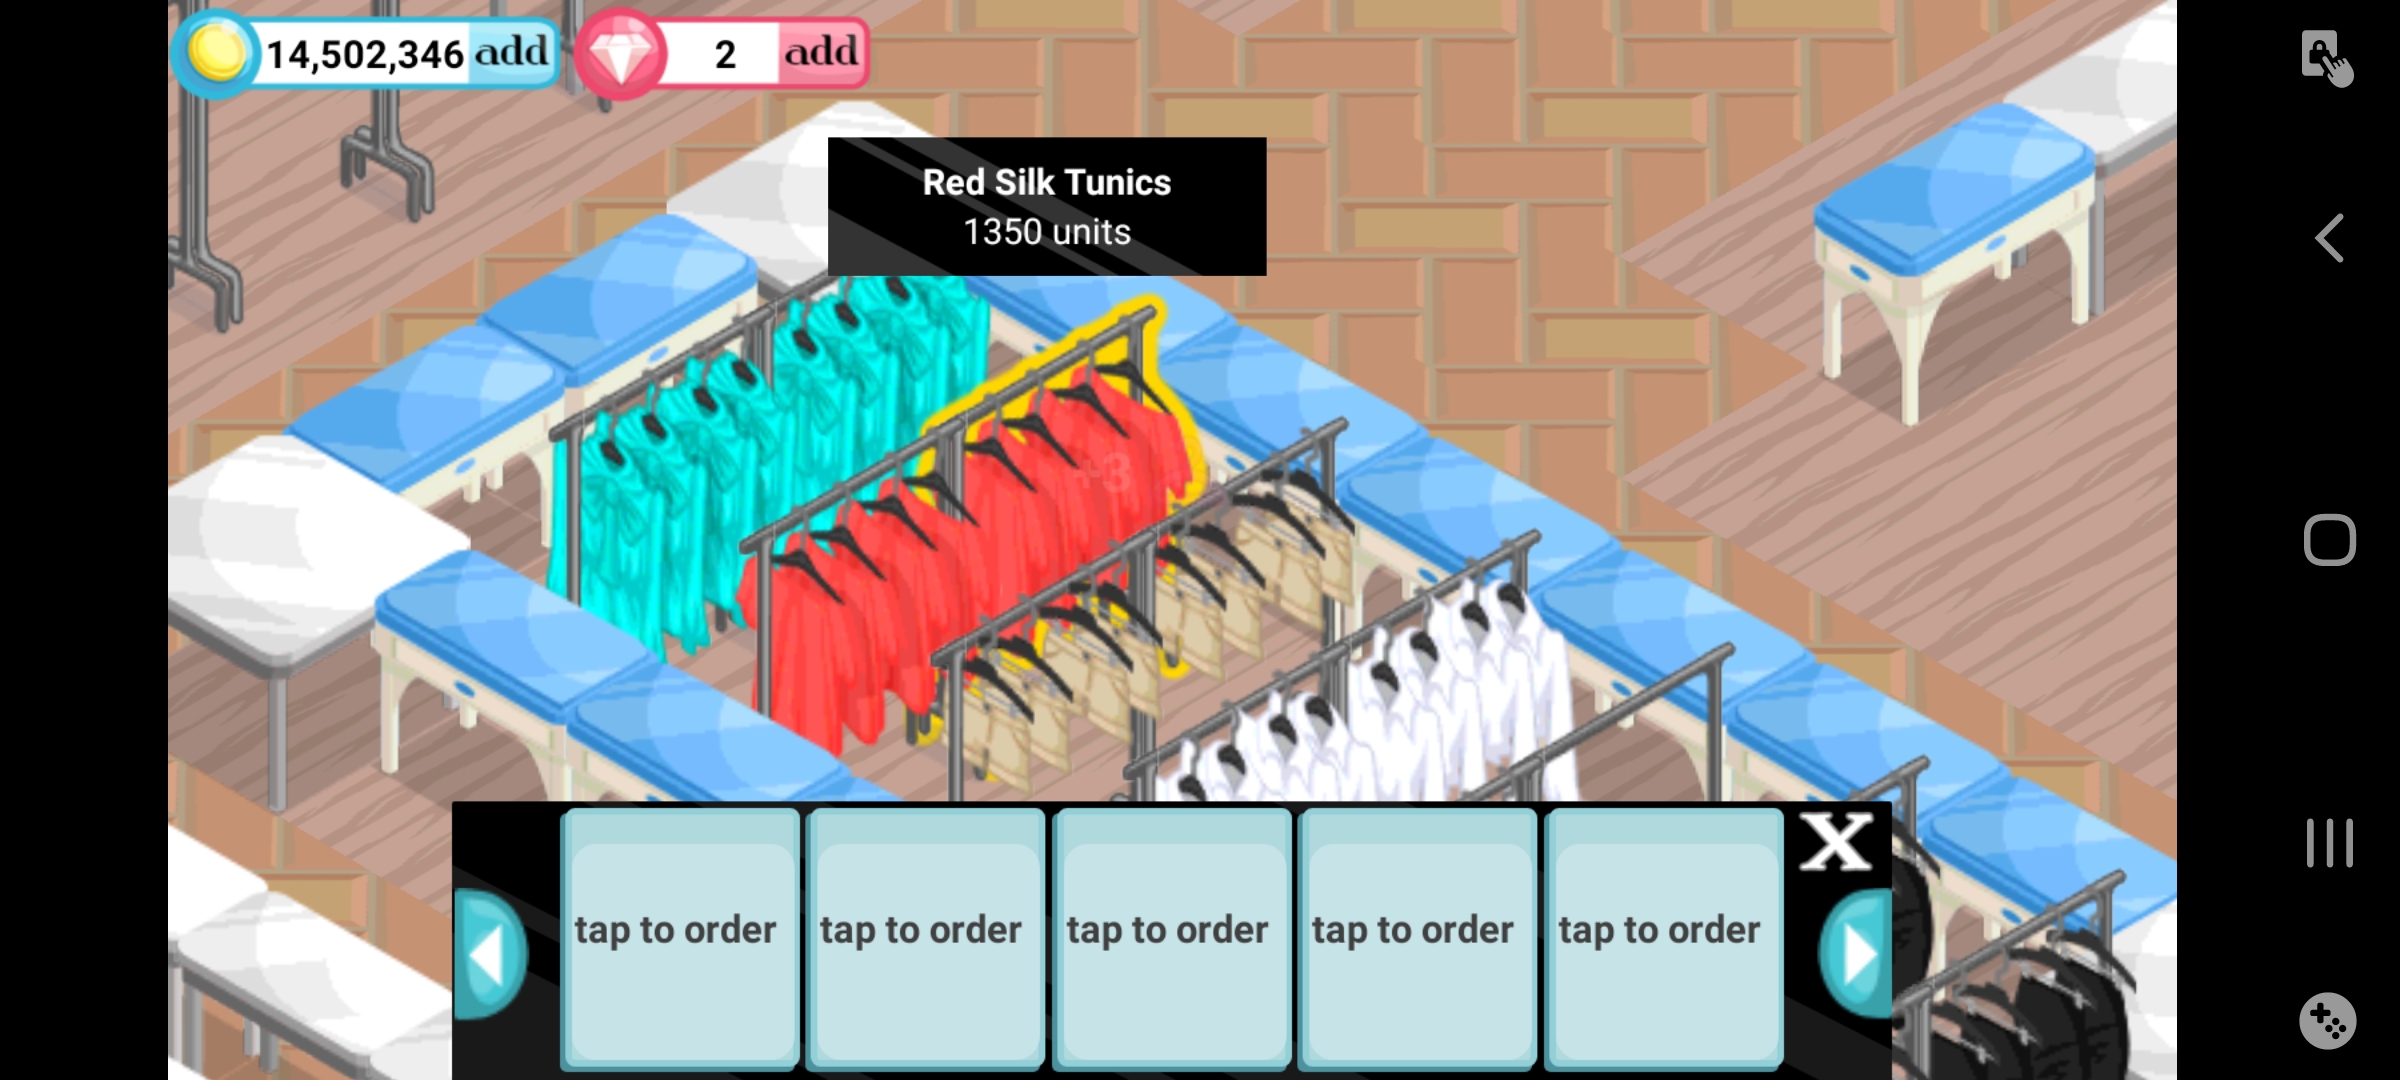 14,502,346 add 2 add
Red Silk Tunics
1350 units
+3
tap to order tap to order tap to order tap to order tap to order
X